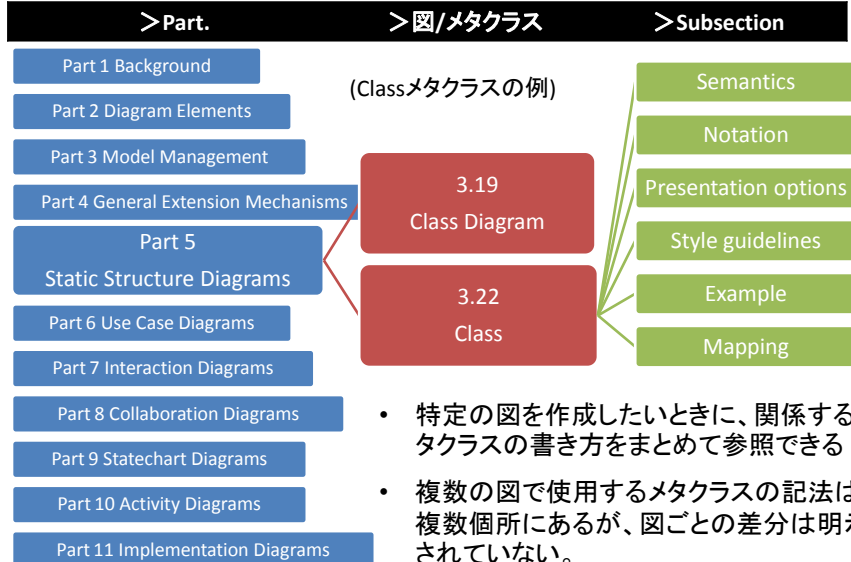 ＞Part.
＞図/メタクラス
＞Subsection
Part 1 Background
Part 2 Diagram Elements
Part 3 Model Management
Part 4 General Extension Mechanisms
Part 5
Static Structure Diagrams
Part 6 Use Case Diagrams
Part 7 Interaction Diagrams
Part 8 Collaboration Diagrams
Part 9 Statechart Diagrams
Part 10 Activity Diagrams
Part 11 Implementation Diagrams
(Classメタクラスの例)
3.19
Class Diagram
3.22
Class
Semantics
Notation
Presentation options
Style guidelines
Example
Mapping
• 特定の図を作成したいときに、関係する
タクラスの書き方をまとめて参照できる
• 複数の図で使用するメタクラスの記法は
複数個所にあるが、図ごとの差分は明
されていない。